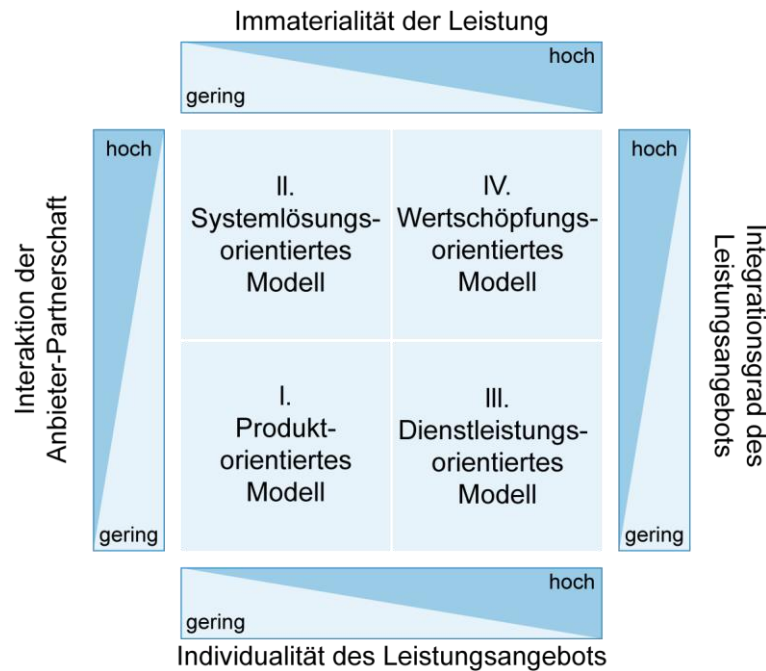 Immaterialität der Leistung
hoch
gering
hoch
gering
Interaktion der
Anbieter-Partnerschaft
II.
Systemlösungs-
orientiertes
Modell
IV.
Wertschöpfungs-
orientiertes
Modell
I.
Produkt-
orientiertes
Modell
III.
Dienstleistungs-
orientiertes
Modell
hoch
gering
Integrationsgrad des
Leistungsangebots
hoch
gering
Individualität des Leistungsangebots